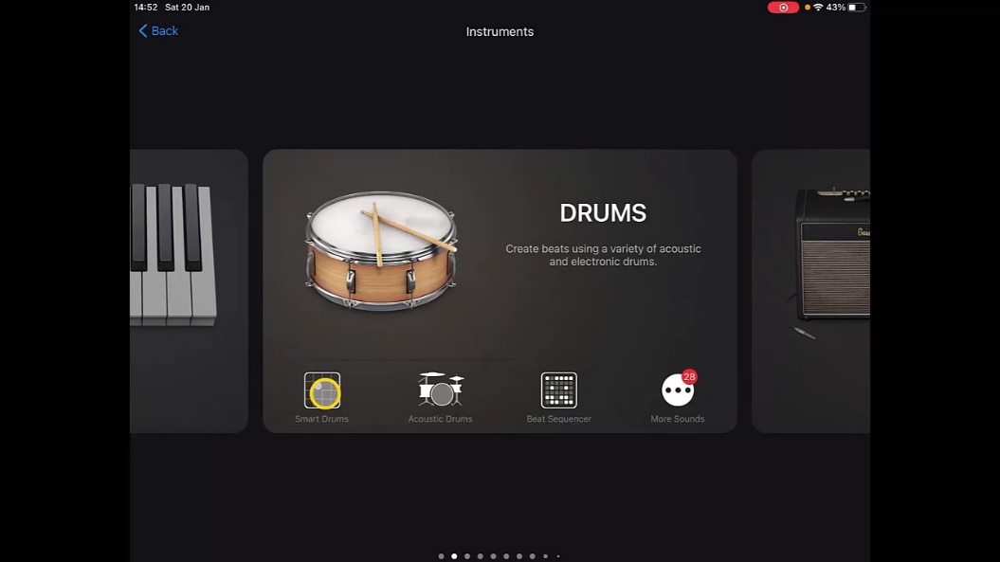 14:52 Sat 20 Jan
43%
Back
Instruments
DRUMS
Create beats using a variety of acoustic
and electronic drums.
28
Smart Drums
Acoustic Drums
Beat Sequencer
More Sounds